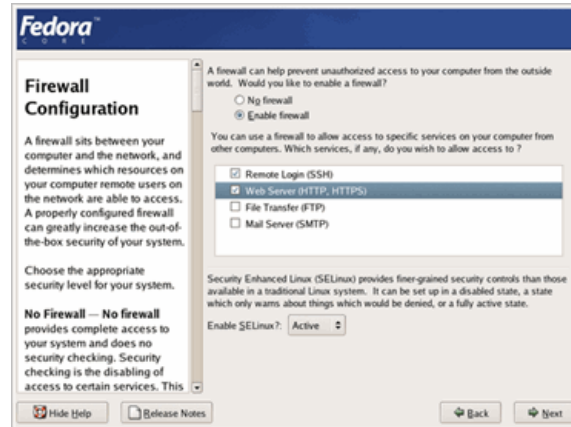 Fedora™
CORE
Firewall
Configuration
A firewall sits between your
computer and the network, and
determines which resources on
your computer remote users on
the network are able to access.
A properly configured firewall
can greatly increase the out-of-
the-box security of your system.
Choose the appropriate
security level for your system.
No Firewall — No firewall
provides complete access to
your system and does no
security checking. Security
checking is the disabling of
access to certain services. This
A firewall can help prevent unauthorized access to your computer from the outside
world. Would you like to enable a firewall?
No firewall
Enable firewall
You can use a firewall to allow access to specific services on your computer from
other computers. Which services, if any, do you wish to allow access to ?
Remote Login (SSH)
Web Server (HTTP, HTTPS)
File Transfer (FTP)
Mail Server (SMTP)
Security Enhanced Linux (SELinux) provides finer-grained security controls than those
available in a traditional Linux system. It can be set up in a disabled state, a state
which only warns about things which would be denied, or a fully active state.
Enable SELinux?: Active
Hide Help
Release Notes
Back
Next